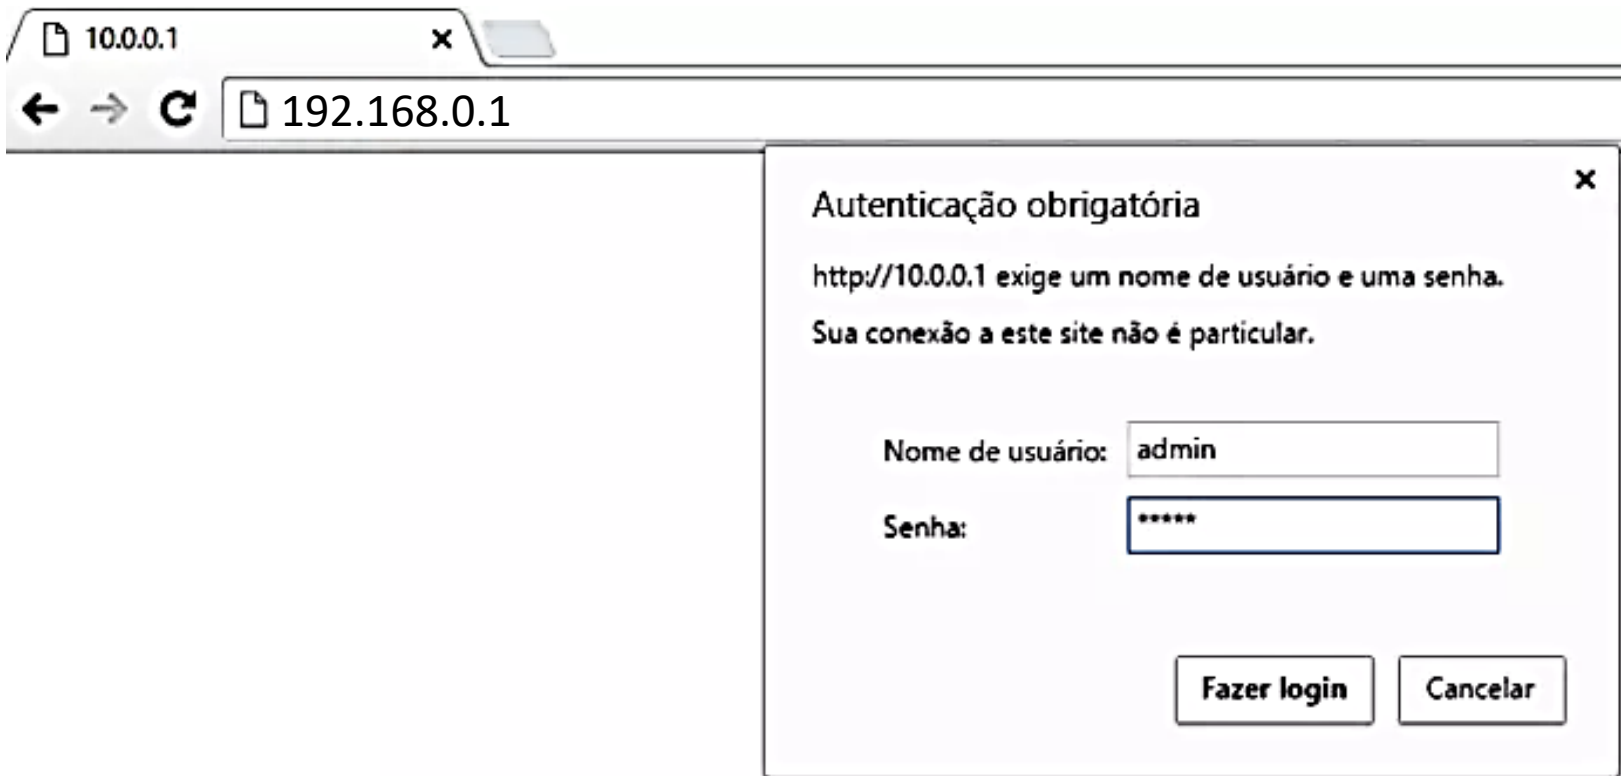 10.0.0.1
192.168.0.1
Autenticação obrigatória
http://10.0.0.1 exige um nome de usuário e uma senha.
Sua conexão a este site não é particular.
Nome de usuário: admin
Senha: *****
Fazer login Cancelar